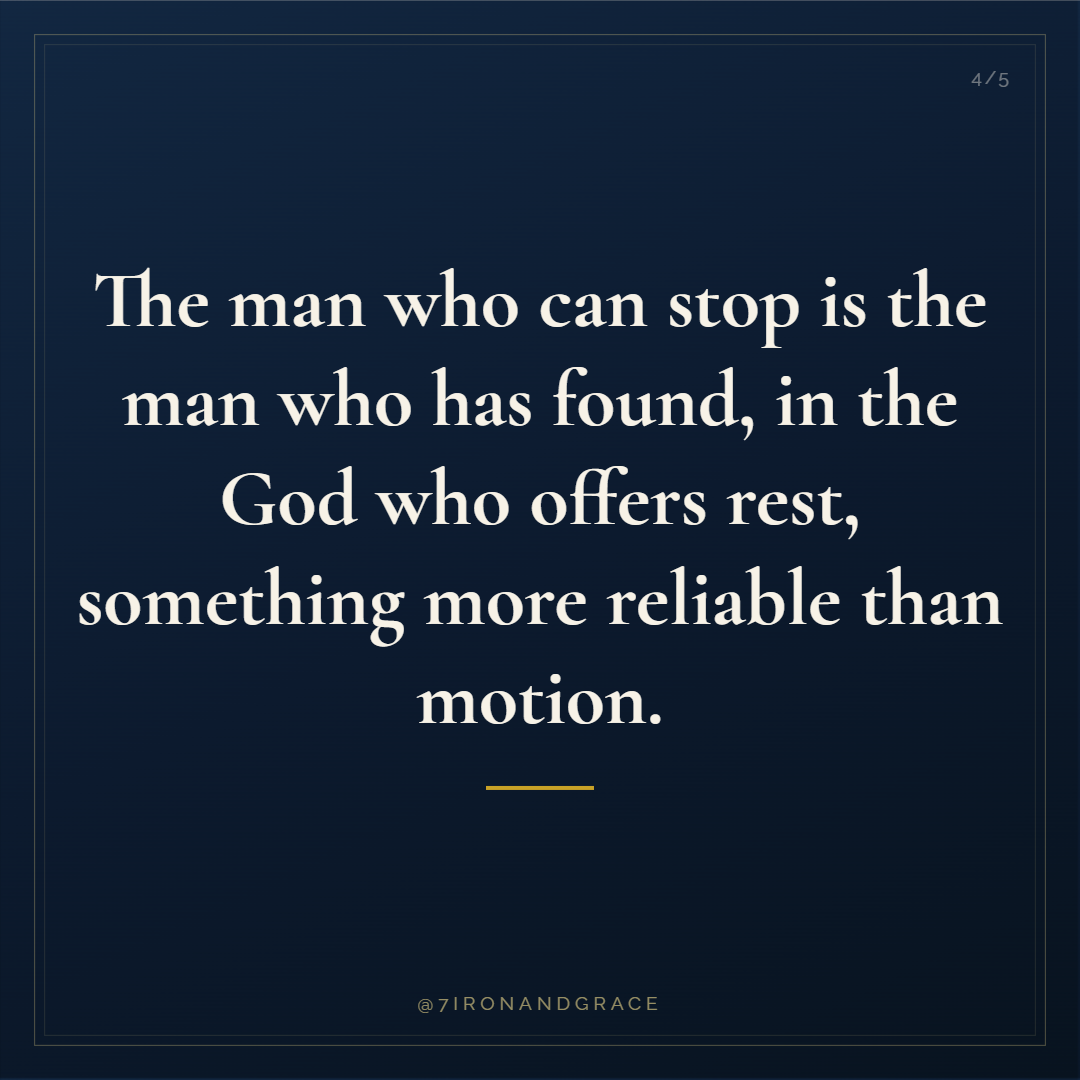 4/5
The man who can stop is the
man who has found, in the
God who offers rest,
something more reliable than
motion.
@7IRONANDGRACE